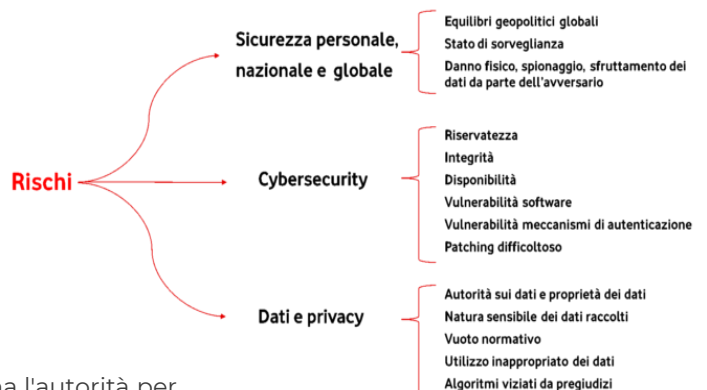 Rischi
Sicurezza personale,
nazionale e globale
Equilibri geopolitici globali
Stato di sorveglianza
Danno fisico, spionaggio, sfruttamento dei
dati da parte dell'avversario
Cybersecurity
Riservatezza
Integrità
Disponibilità
Vulnerabilità software
Vulnerabilità meccanismi di autenticazione
Patching difficoltoso
Dati e privacy
Autorità sui dati e proprietà dei dati
Natura sensibile dei dati raccolti
Vuoto normativo
Utilizzo inappropriato dei dati
Algoritmi viziati da pregiudizi
l'autorità per